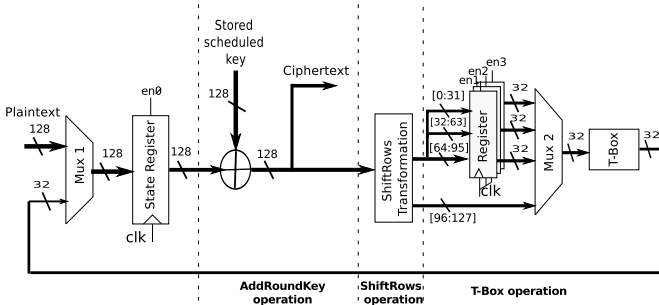 Stored
scheduled
key
Ciphertext
Plaintext
128
32
Mux 1
128
en0
State Register
clk
128
128
128
ShiftRows
Transformation
[0:31]
[32:63]
[64:95]
[96:127]
en1
en2
en3
Register
clk
32
32
32
Mux 2
32
T-Box
32
AddRoundKey
operation
ShiftRows
operation
T-Box operation